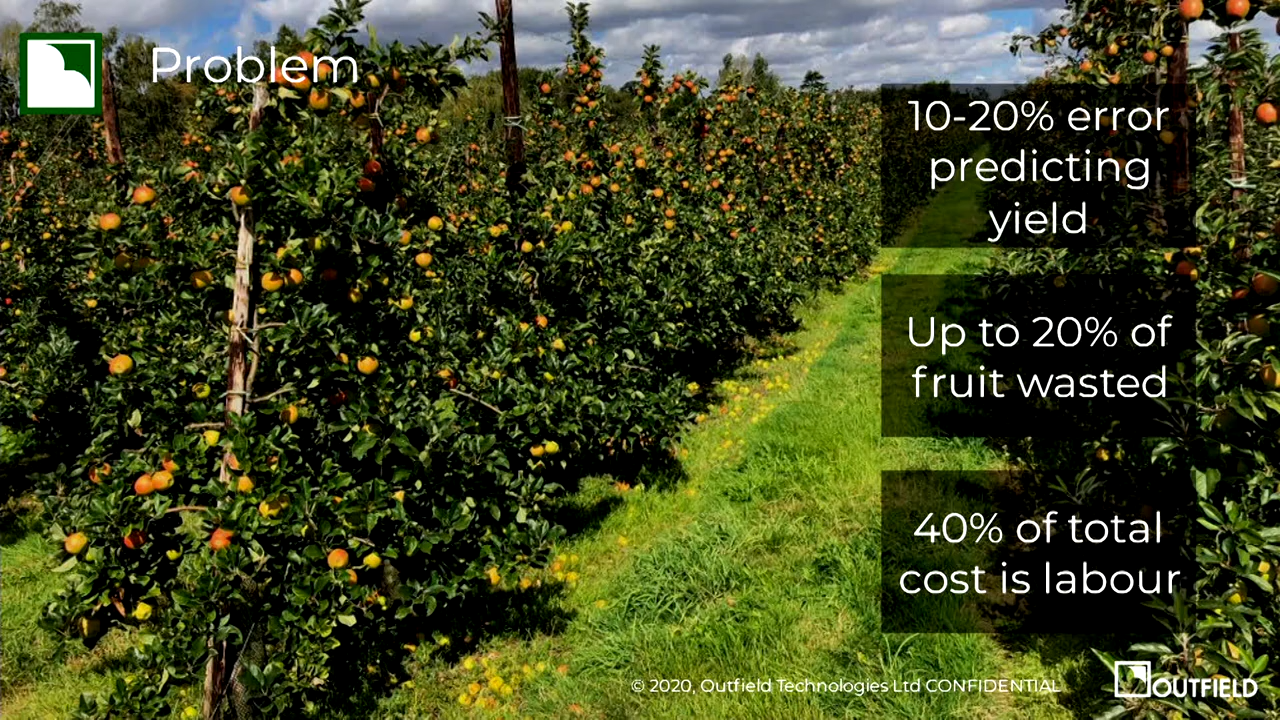 Problem
10-20% error
predicting
yield
Up to 20% of
fruit wasted
40% of total
cost is labour
© 2020, Outfield Technologies Ltd CONFIDENTIAL
OUTFIELD